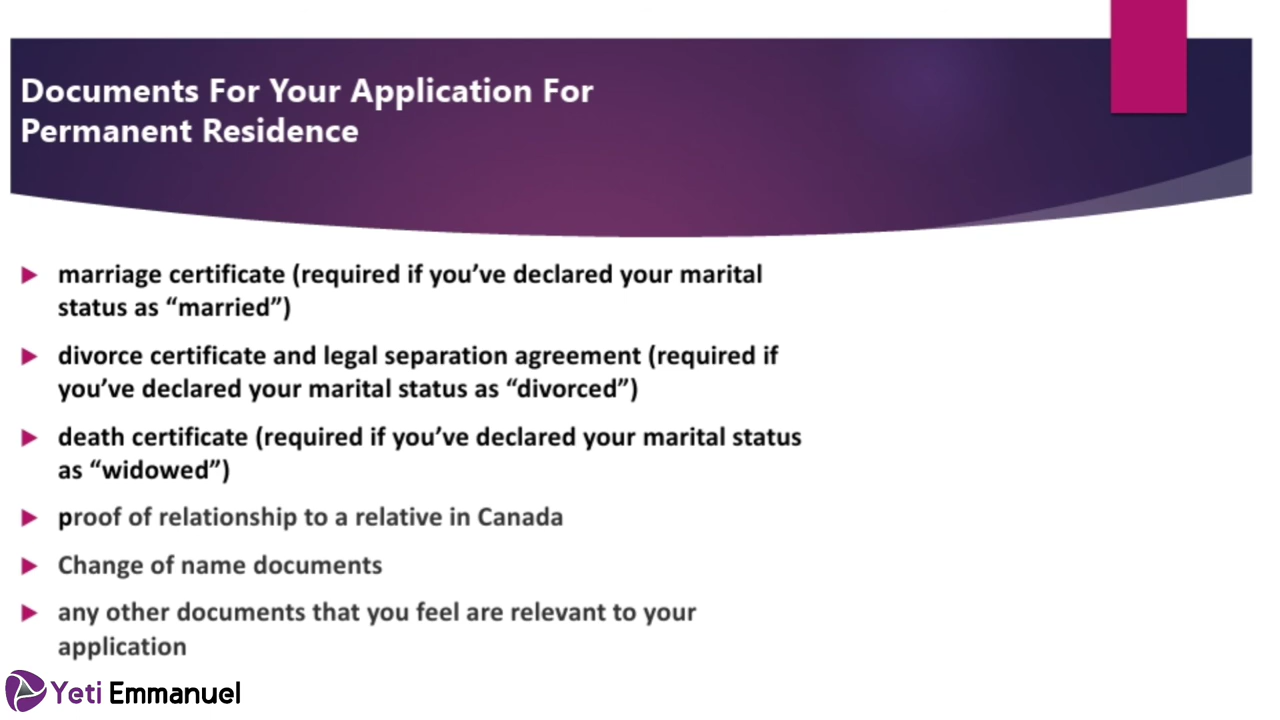 Documents For Your Application For
Permanent Residence
marriage certificate (required if you’ve declared your marital
status as “married”)
divorce certificate and legal separation agreement (required if
you’ve declared your marital status as “divorced”)
death certificate (required if you’ve declared your marital status
as “widowed”)
proof of relationship to a relative in Canada
Change of name documents
any other documents that you feel are relevant to your
application
Yeti Emmanuel